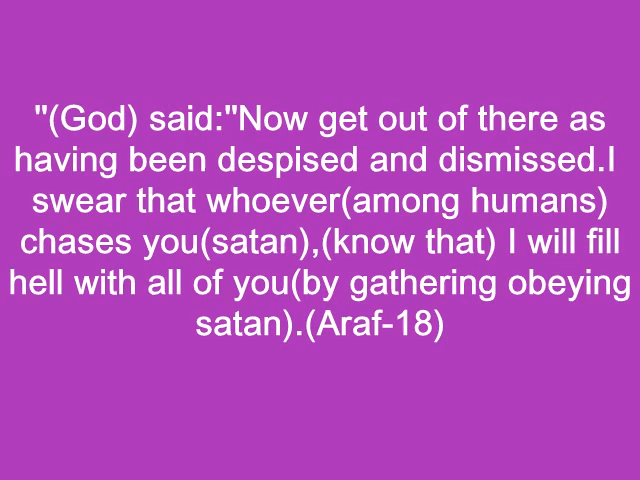 "(God) said:"Now get out of there as
having been despised and dismissed.I
swear that whoever(among humans)
chases you(satan),(know that) I will fill
hell with all of you(by gathering obeying
satan).(Araf-18)